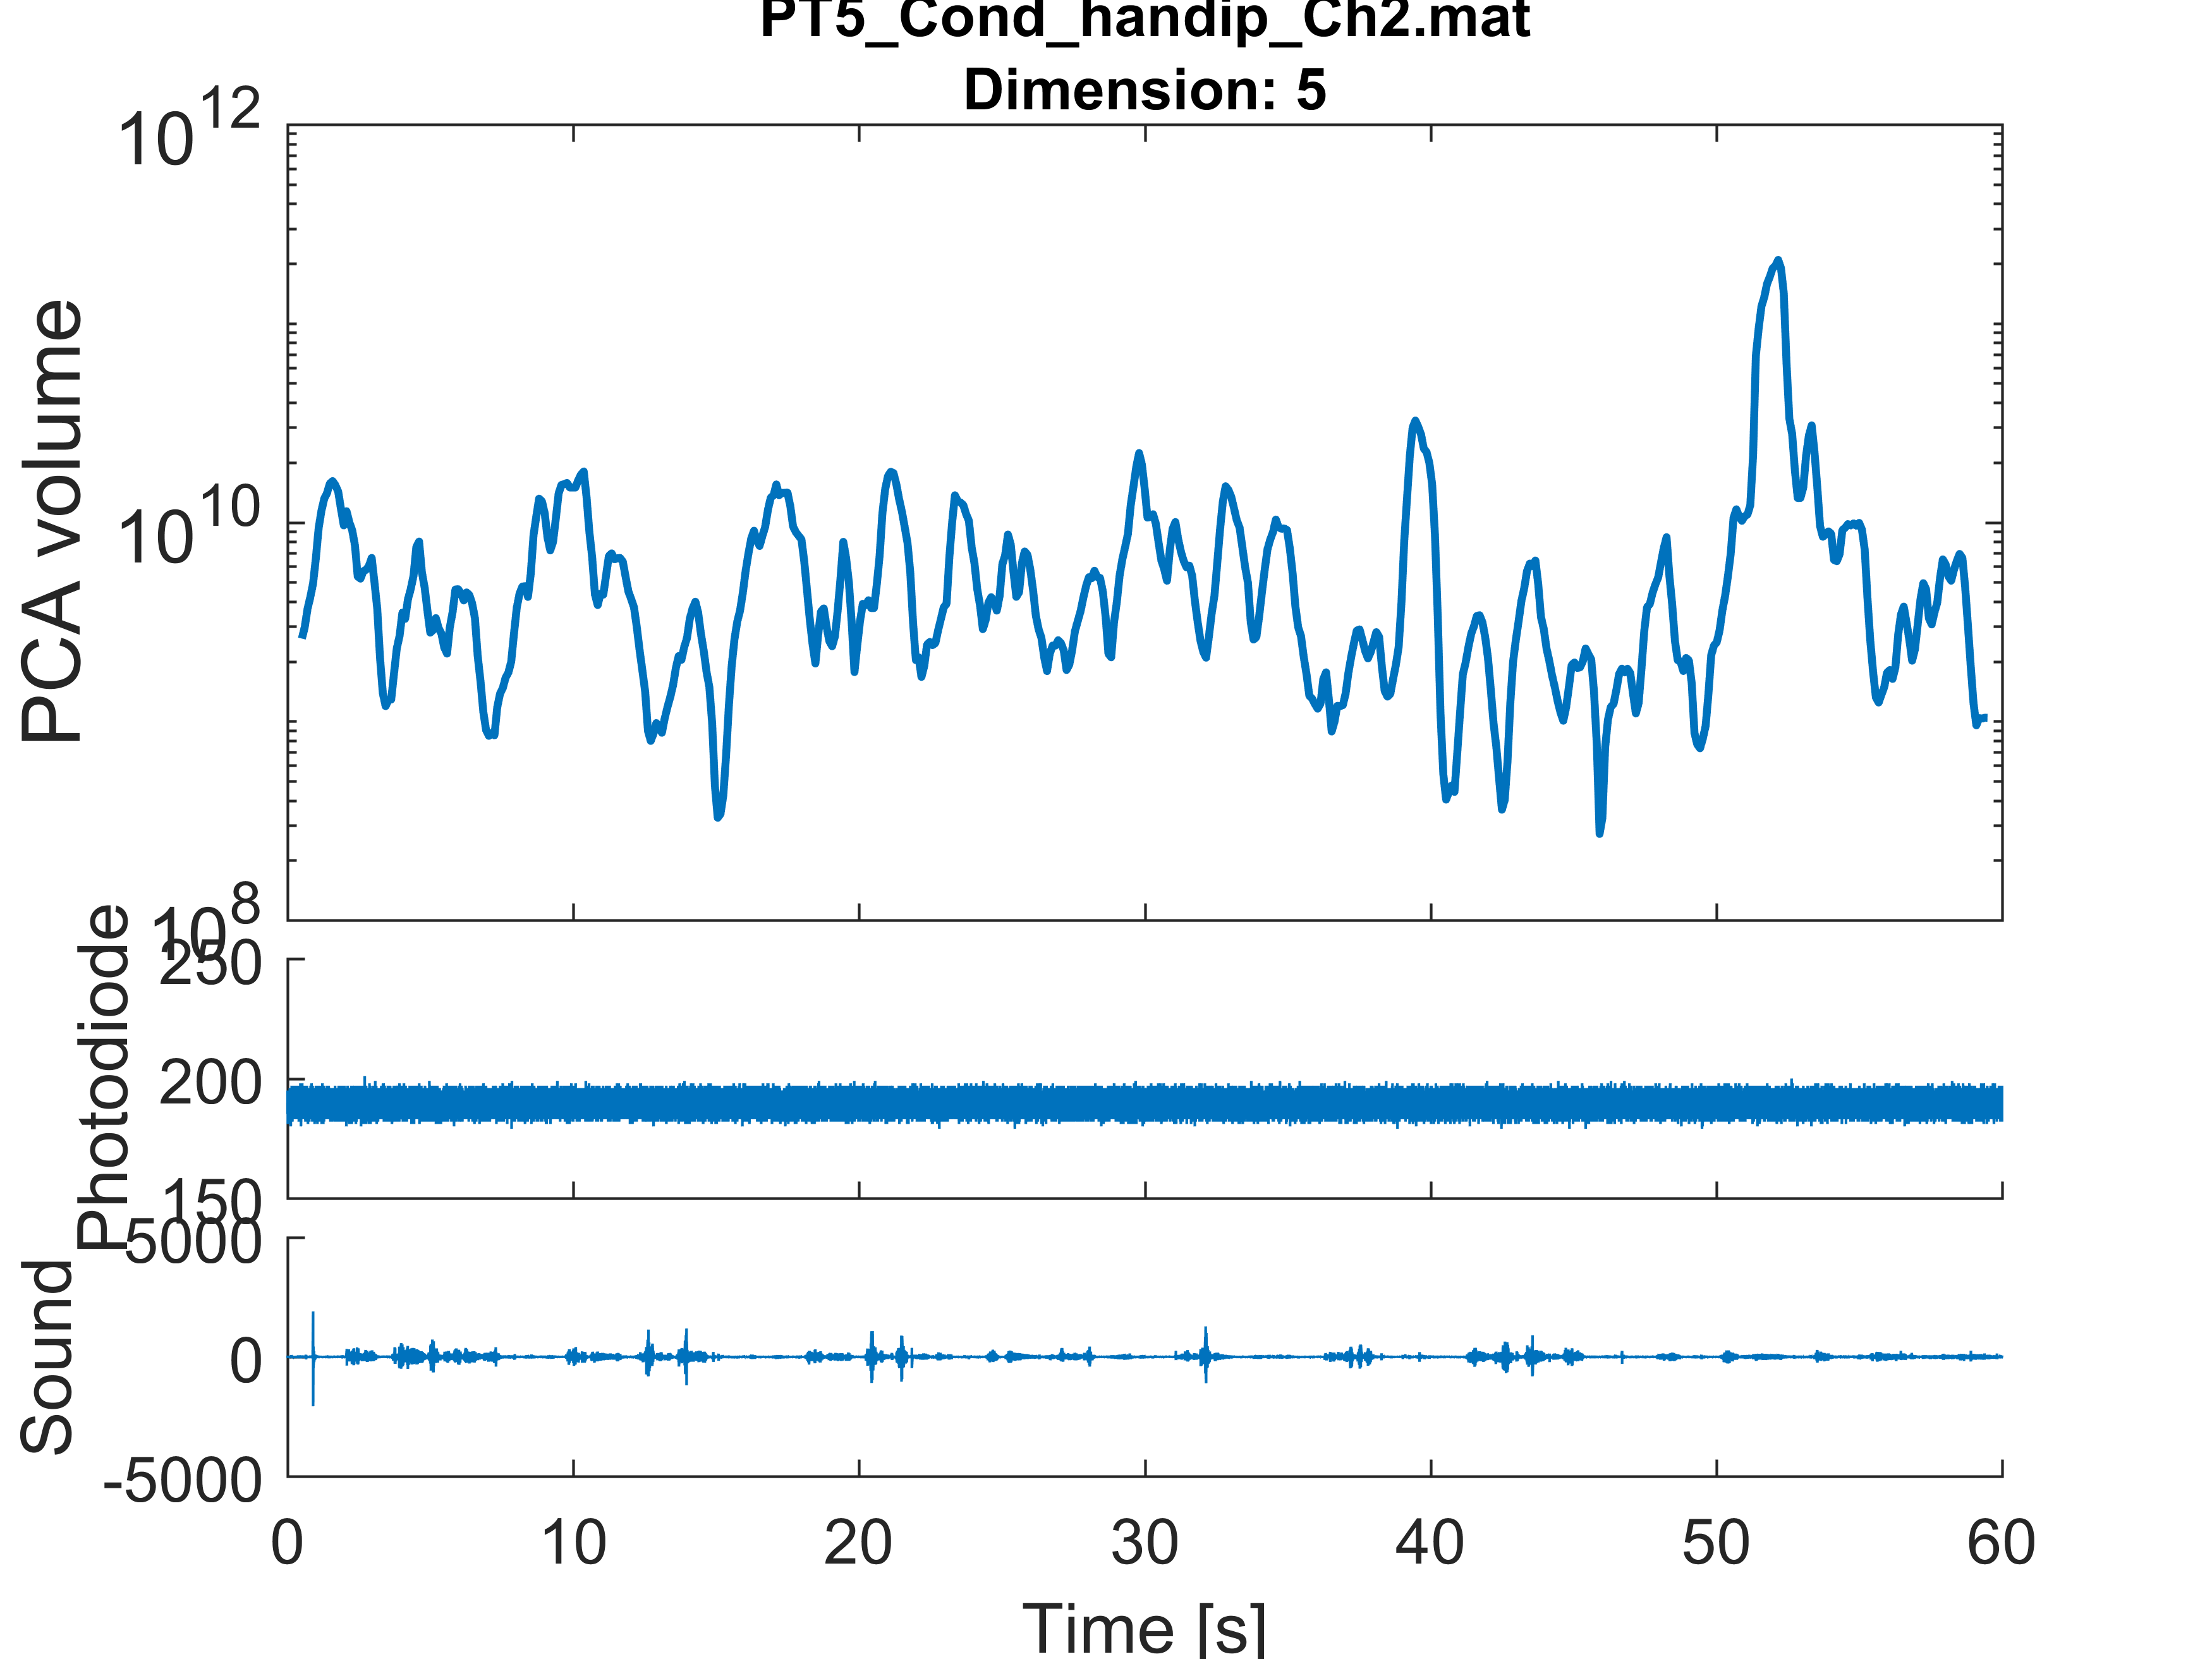 PT5_Cond_handip_Ch2.mat
Dimension: 5
10^12
10^10
10^8
PCA volume
250
200
150
Photodiode
5000
0
-5000
Sound
0 10 20 30 40 50 60
Time [s]